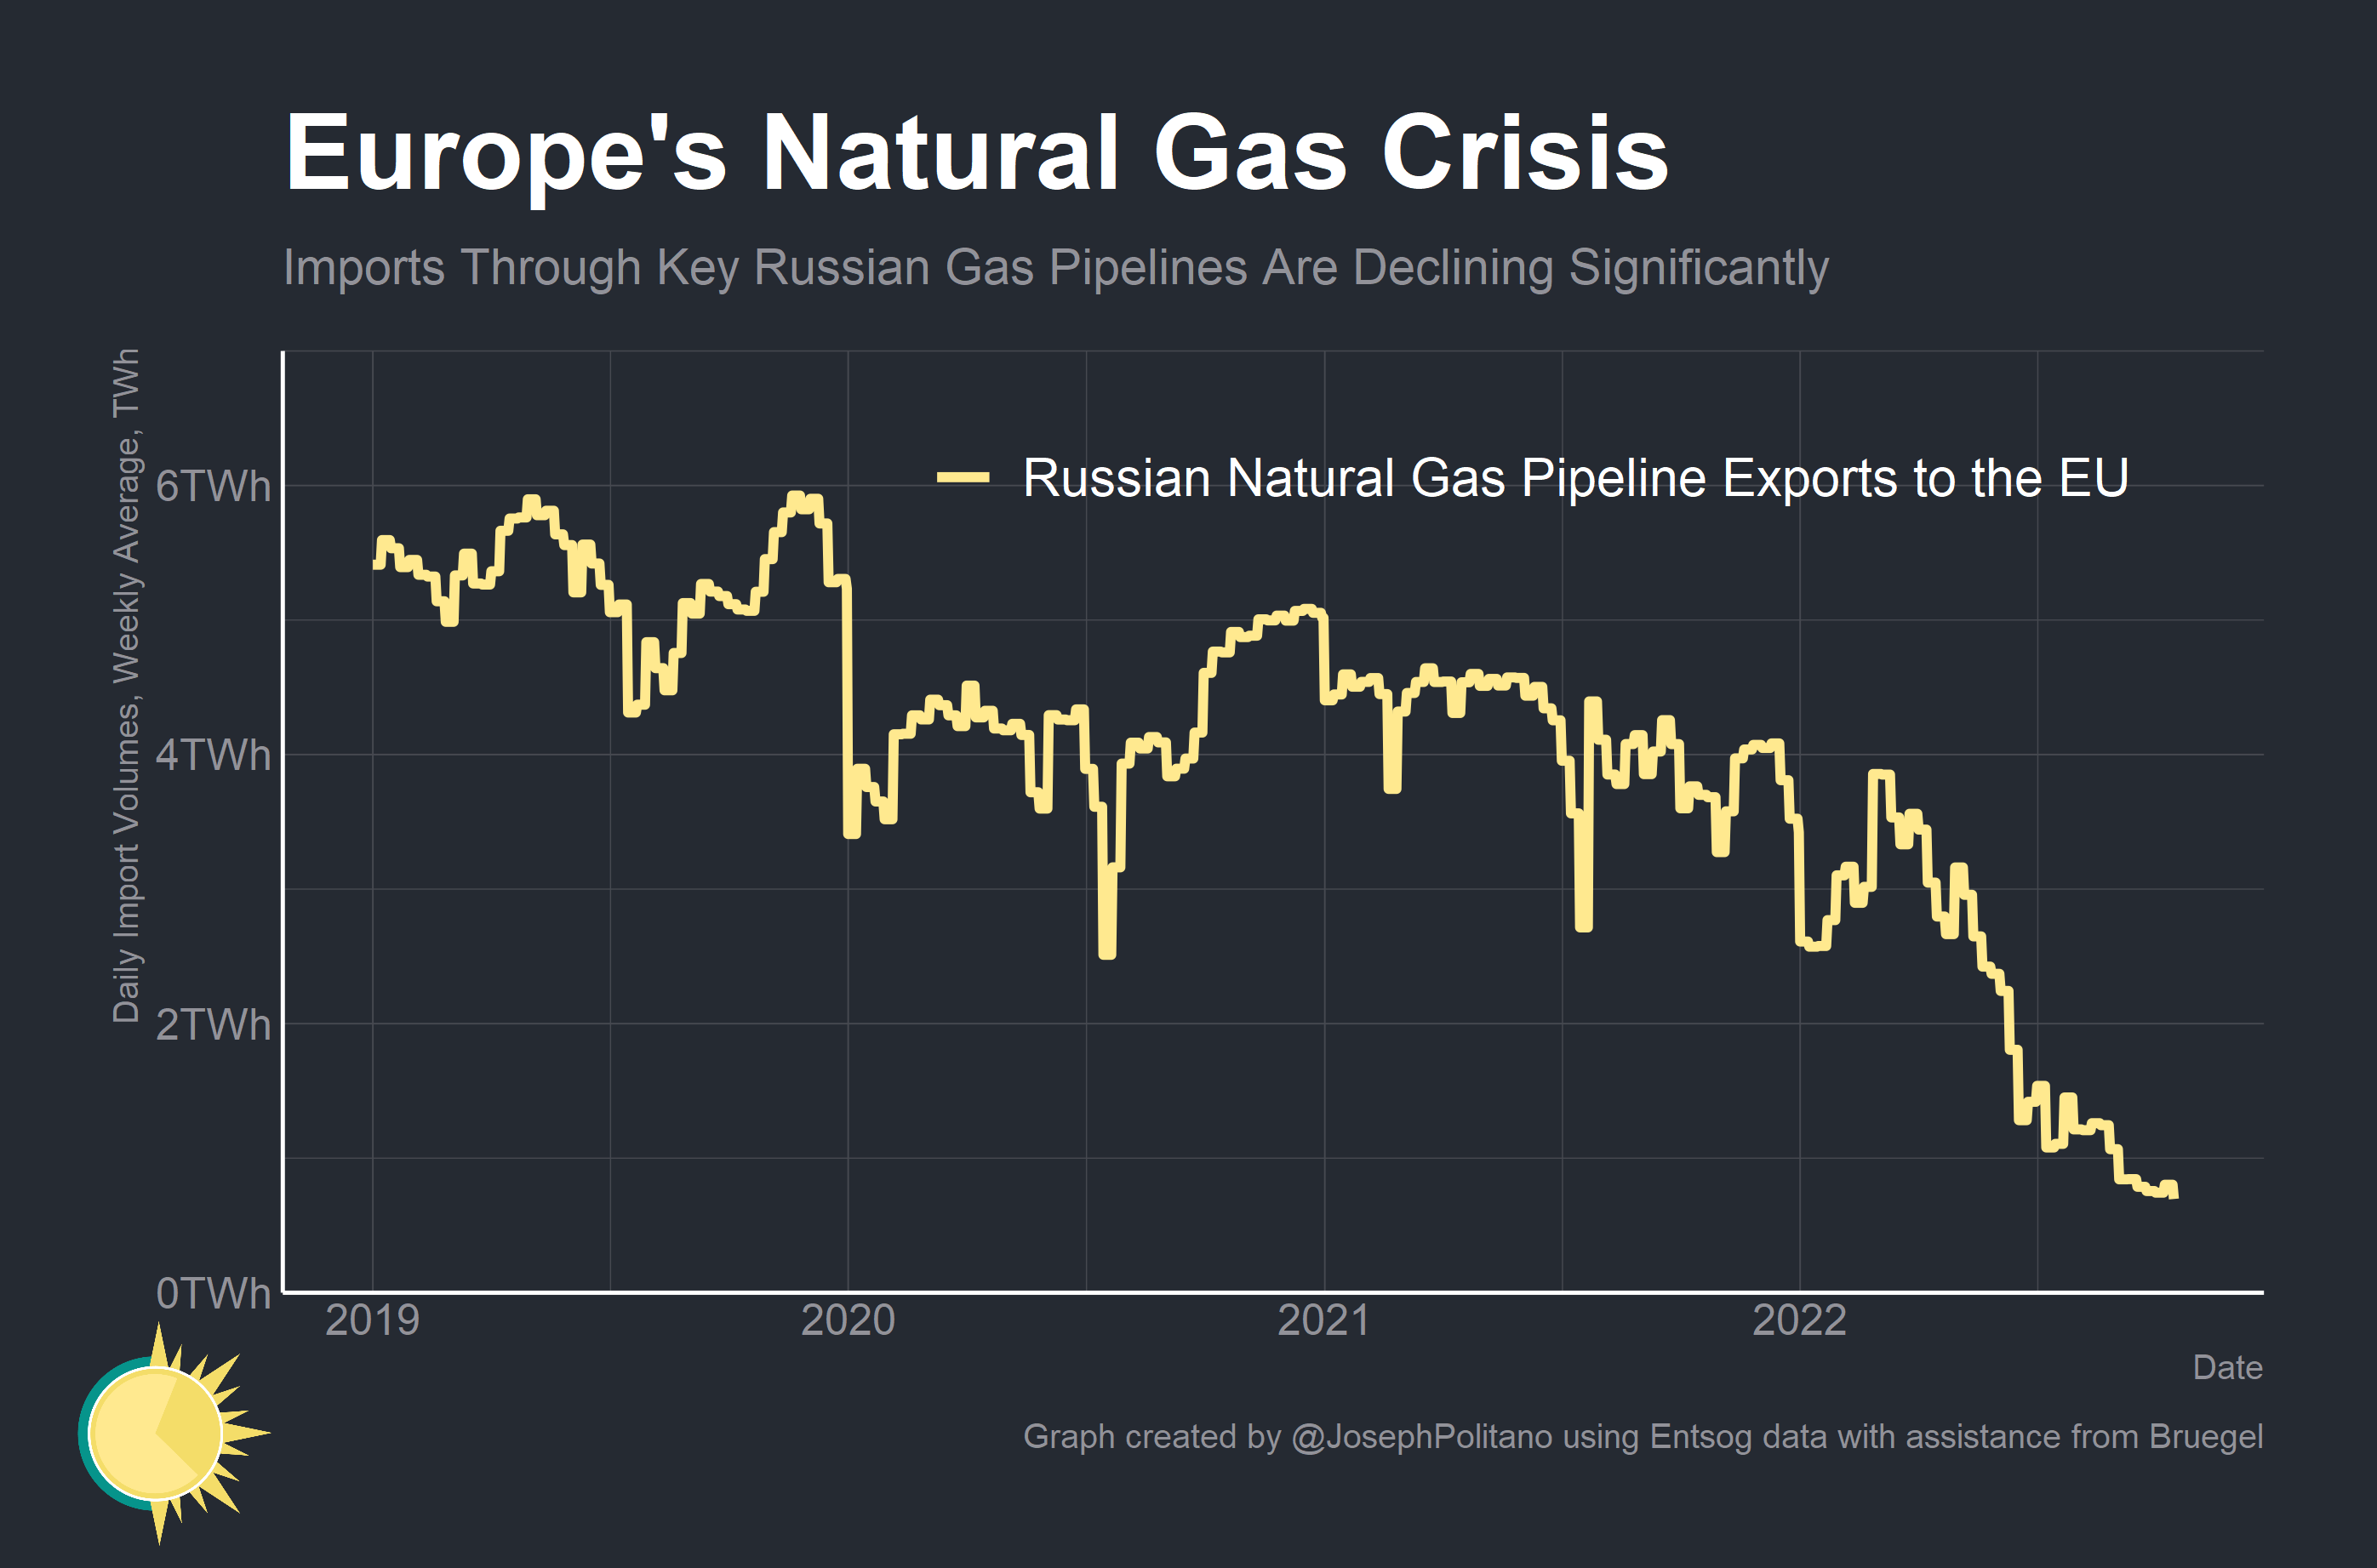 Europe's Natural Gas Crisis
Imports Through Key Russian Gas Pipelines Are Declining Significantly
Daily Import Volumes, Weekly Average, TWh
Russian Natural Gas Pipeline Exports to the EU
6TWh
4TWh
2TWh
0TWh
2019
2020
2021
2022
Date
Graph created by @JosephPolitano using Entsog data with assistance from Bruegel